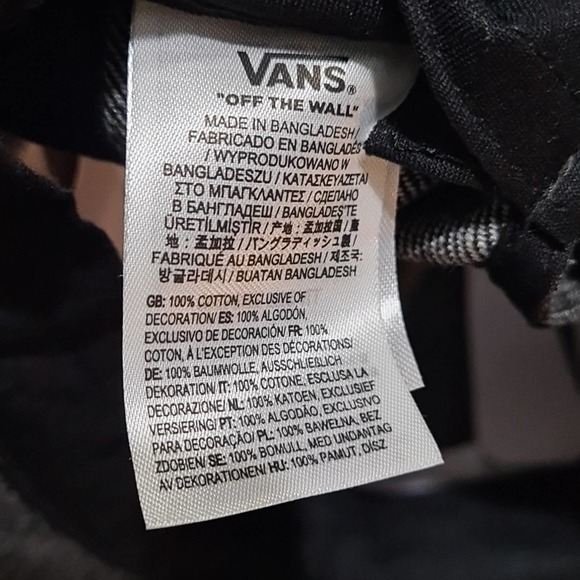 VANS®
"OFF THE WALL"
MADE IN BANGLADESH/
FABRICADO EN BANGLADÉS
/ WYPRODUKOWANO W
BANGLADESZU / ΚΑΤΑΣΚΕΥΑΖΕΤΑΙ
ΣΤΟ ΜΠΑΓΚΛΑΝΤΕΣ / СДЕЛАНО
В БАНГЛАДЕШ / BANGLADEŞ'TE
ÜRETİLMİŞTİR / 产地：孟加拉国 / 產
地：孟加拉 / バングラディッシュ製 /
FABRIQUÉ AU BANGLADESH / 제조국:
방글라데시 / BUATAN BANGLADESH
GB: 100% COTTON, EXCLUSIVE OF
DECORATION/ ES: 100% ALGODÓN,
EXCLUSIVO DE DECORACIÓN/ FR: 100%
COTON, À L'EXCEPTION DES DÉCORATIONS/
DE: 100% BAUMWOLLE, AUSSCHLIEßLICH
DEKORATION/ IT: 100% COTONE, ESCLUSA LA
DECORAZIONE/ NL: 100% KATOEN, EXKLUSIEF
VERSIERING/ PT: 100% ALGODÃO, EXCLUSIVO
PARA DECORAÇÃO/ PL: 100% BAWEŁNA, BEZ
ZDOBIEŃ/ SE: 100% BOMULL, MED UNDANTAG
AV DEKORATIONEN/ HU: 100% PAMUT, DÍSZ